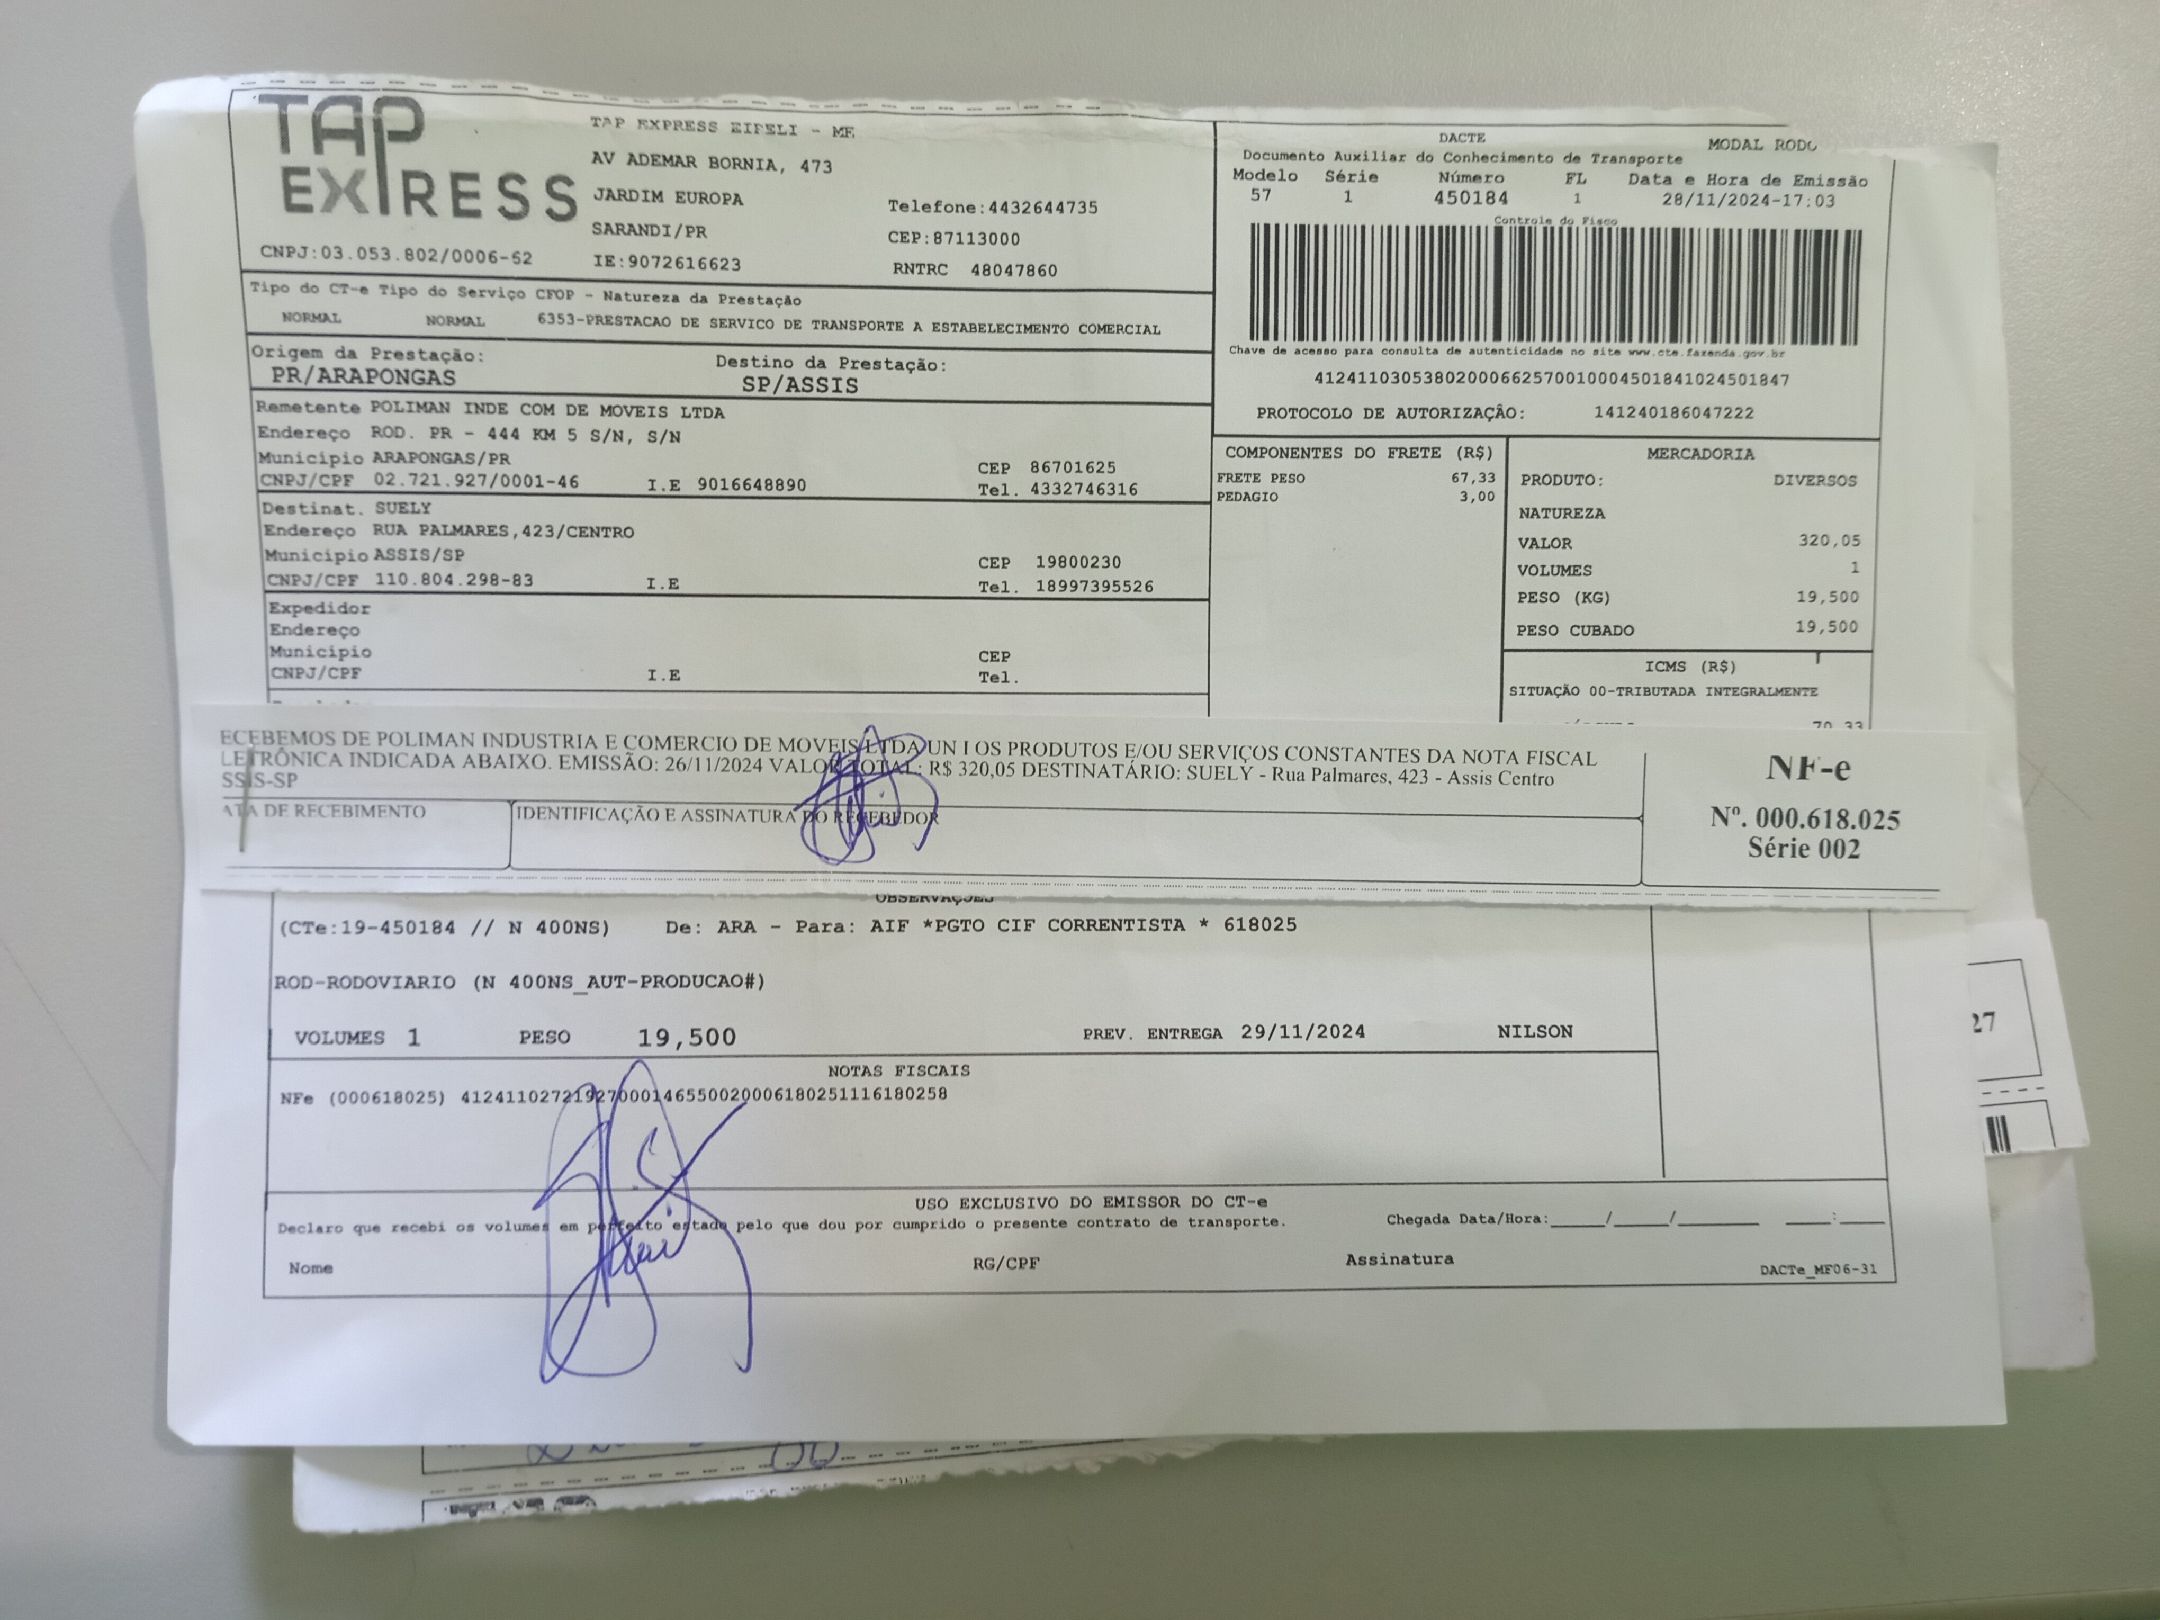 TAP EXPRESS
TAP EXPRESS EIFELI - ME
AV ADEMAR BORNIA, 473
JARDIM EUROPA
Telefone:4432644735
SARANDI/PR
CEP:87113000
CNPJ:03.053.802/0006-62
IE:9072616623
RNTRC 48047860
DACTE
MODAL RODO
Documento Auxiliar do Conhecimento de Transporte
Modelo Série Número FL Data e Hora de Emissão
57 1 450184 1 28/11/2024-17:03
Controle do Fisco
Chave de acesso para consulta de autenticidade no site www.cte.fazenda.gov.br
41241103053802000662570010004501841024501847
PROTOCOLO DE AUTORIZAÇÂO: 141240186047222
Tipo do CT-e Tipo do Serviço CFOP - Natureza da Prestação
NORMAL NORMAL 6353-PRESTACAO DE SERVICO DE TRANSPORTE A ESTABELECIMENTO COMERCIAL
Origem da Prestação: Destino da Prestação:
PR/ARAPONGAS SP/ASSIS
Remetente POLIMAN INDE COM DE MOVEIS LTDA
Endereço ROD. PR - 444 KM 5 S/N, S/N
Municipio ARAPONGAS/PR CEP 86701625
CNPJ/CPF 02.721.927/0001-46 I.E 9016648890 Tel. 4332746316
Destinat. SUELY
Endereço RUA PALMARES,423/CENTRO
Municipio ASSIS/SP CEP 19800230
CNPJ/CPF 110.804.298-83 I.E Tel. 18997395526
Expedidor
Endereço
Municipio CEP
CNPJ/CPF I.E Tel.
COMPONENTES DO FRETE (R$)
FRETE PESO 67,33
PEDAGIO 3,00
MERCADORIA
PRODUTO: DIVERSOS
NATUREZA
VALOR 320,05
VOLUMES 1
PESO (KG) 19,500
PESO CUBADO 19,500
ICMS (R$)
SITUAÇÃO 00-TRIBUTADA INTEGRALMENTE
70,33
ECEBEMOS DE POLIMAN INDUSTRIA E COMERCIO DE MOVEIS LTDA UN I OS PRODUTOS E/OU SERVIÇOS CONSTANTES DA NOTA FISCAL
LETRÔNICA INDICADA ABAIXO. EMISSÃO: 26/11/2024 VALOR TOTAL: R$ 320,05 DESTINATÁRIO: SUELY - Rua Palmares, 423 - Assis Centro
SSIS-SP
ATA DE RECEBIMENTO
IDENTIFICAÇÃO E ASSINATURA DO RECEBEDOR
NF-e
Nº. 000.618.025
Série 002
OBSERVAÇÕES
(CTe:19-450184 // N 400NS) De: ARA - Para: AIF *PGTO CIF CORRENTISTA * 618025
ROD-RODOVIARIO (N 400NS_AUT-PRODUCAO#)
VOLUMES 1 PESO 19,500 PREV. ENTREGA 29/11/2024 NILSON
NOTAS FISCAIS
NFe (000618025) 41241102721927000146550020006180251116180258
USO EXCLUSIVO DO EMISSOR DO CT-e
Declaro que recebi os volumes em perfeito estado pelo que dou por cumprido o presente contrato de transporte.
Chegada Data/Hora:____/____/______ ____:____
Nome RG/CPF Assinatura
DACTe_MF06-31
27